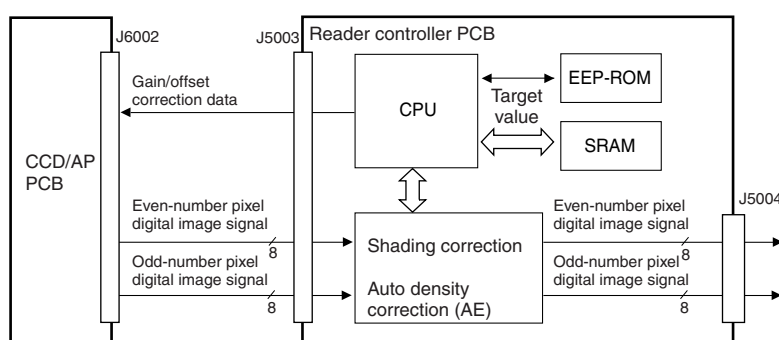 J6002
J5003
Reader controller PCB
Gain/offset
correction data
CPU
EEP-ROM
Target
value
SRAM
CCD/AP
PCB
Even-number pixel
digital image signal
8
Odd-number pixel
digital image signal
8
Shading correction
Auto density
correction (AE)
Even-number pixel
digital image signal
8
Odd-number pixel
digital image signal
8
J5004